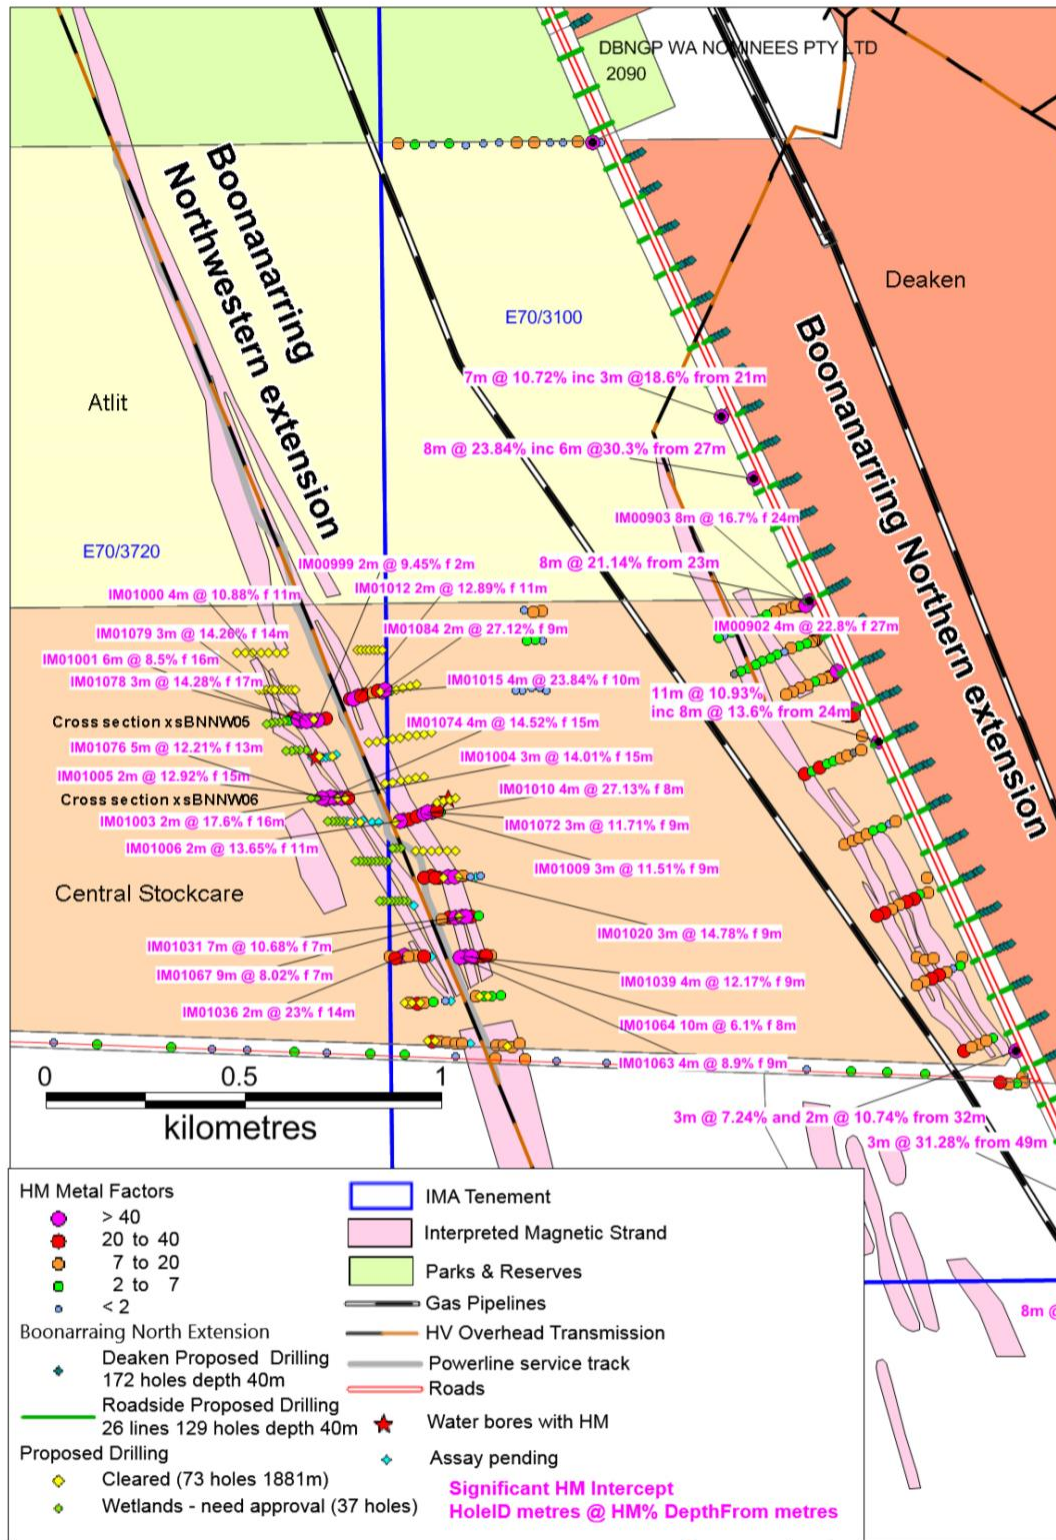 DBNGP WA NOMINEES PTY LTD
2090
Boonanarring
Northwestern extension
Deaken
E70/3100
Boonanarring Northern extension
7m @ 10.72% inc 3m @18.6% from 21m
Atlit
8m @ 23.84% inc 6m @30.3% from 27m
IM00903 8m @ 16.7% f 24m
E70/3720
8m @ 21.14% from 23m
IM00999 2m @ 9.45% f 2m
IM01012 2m @ 12.89% f 11m
IM01000 4m @ 10.88% f 11m
IM01084 2m @ 27.12% f 9m
IM00902 4m @ 22.8% f 27m
IM01079 3m @ 14.26% f 14m
IM01001 6m @ 8.5% f 16m
IM01078 3m @ 14.28% f 17m
IM01015 4m @ 23.84% f 10m
11m @ 10.93%
inc 8m @ 13.6% from 24m
Cross section xsBNNW05
IM01074 4m @ 14.52% f 15m
IM01076 5m @ 12.21% f 13m
IM01004 3m @ 14.01% f 15m
IM01005 2m @ 12.92% f 15m
IM01010 4m @ 27.13% f 8m
Cross section xsBNNW06
IM01003 2m @ 17.6% f 16m
IM01072 3m @ 11.71% f 9m
IM01006 2m @ 13.65% f 11m
IM01009 3m @ 11.51% f 9m
Central Stockcare
IM01020 3m @ 14.78% f 9m
IM01031 7m @ 10.68% f 7m
IM01067 9m @ 8.02% f 7m
IM01039 4m @ 12.17% f 9m
IM01036 2m @ 23% f 14m
IM01064 10m @ 6.1% f 8m
IM01063 4m @ 8.9% f 9m
0 0.5 1
kilometres
3m @ 7.24% and 2m @ 10.74% from 32m
3m @ 31.28% from 49m
8m @
HM Metal Factors
> 40
20 to 40
7 to 20
2 to 7
< 2
Boonarraing North Extension
Deaken Proposed Drilling
172 holes depth 40m
Roadside Proposed Drilling
26 lines 129 holes depth 40m
Proposed Drilling
Cleared (73 holes 1881m)
Wetlands - need approval (37 holes)
IMA Tenement
Interpreted Magnetic Strand
Parks & Reserves
Gas Pipelines
HV Overhead Transmission
Powerline service track
Roads
Water bores with HM
Assay pending
Significant HM Intercept
HoleID metres @ HM% DepthFrom metres